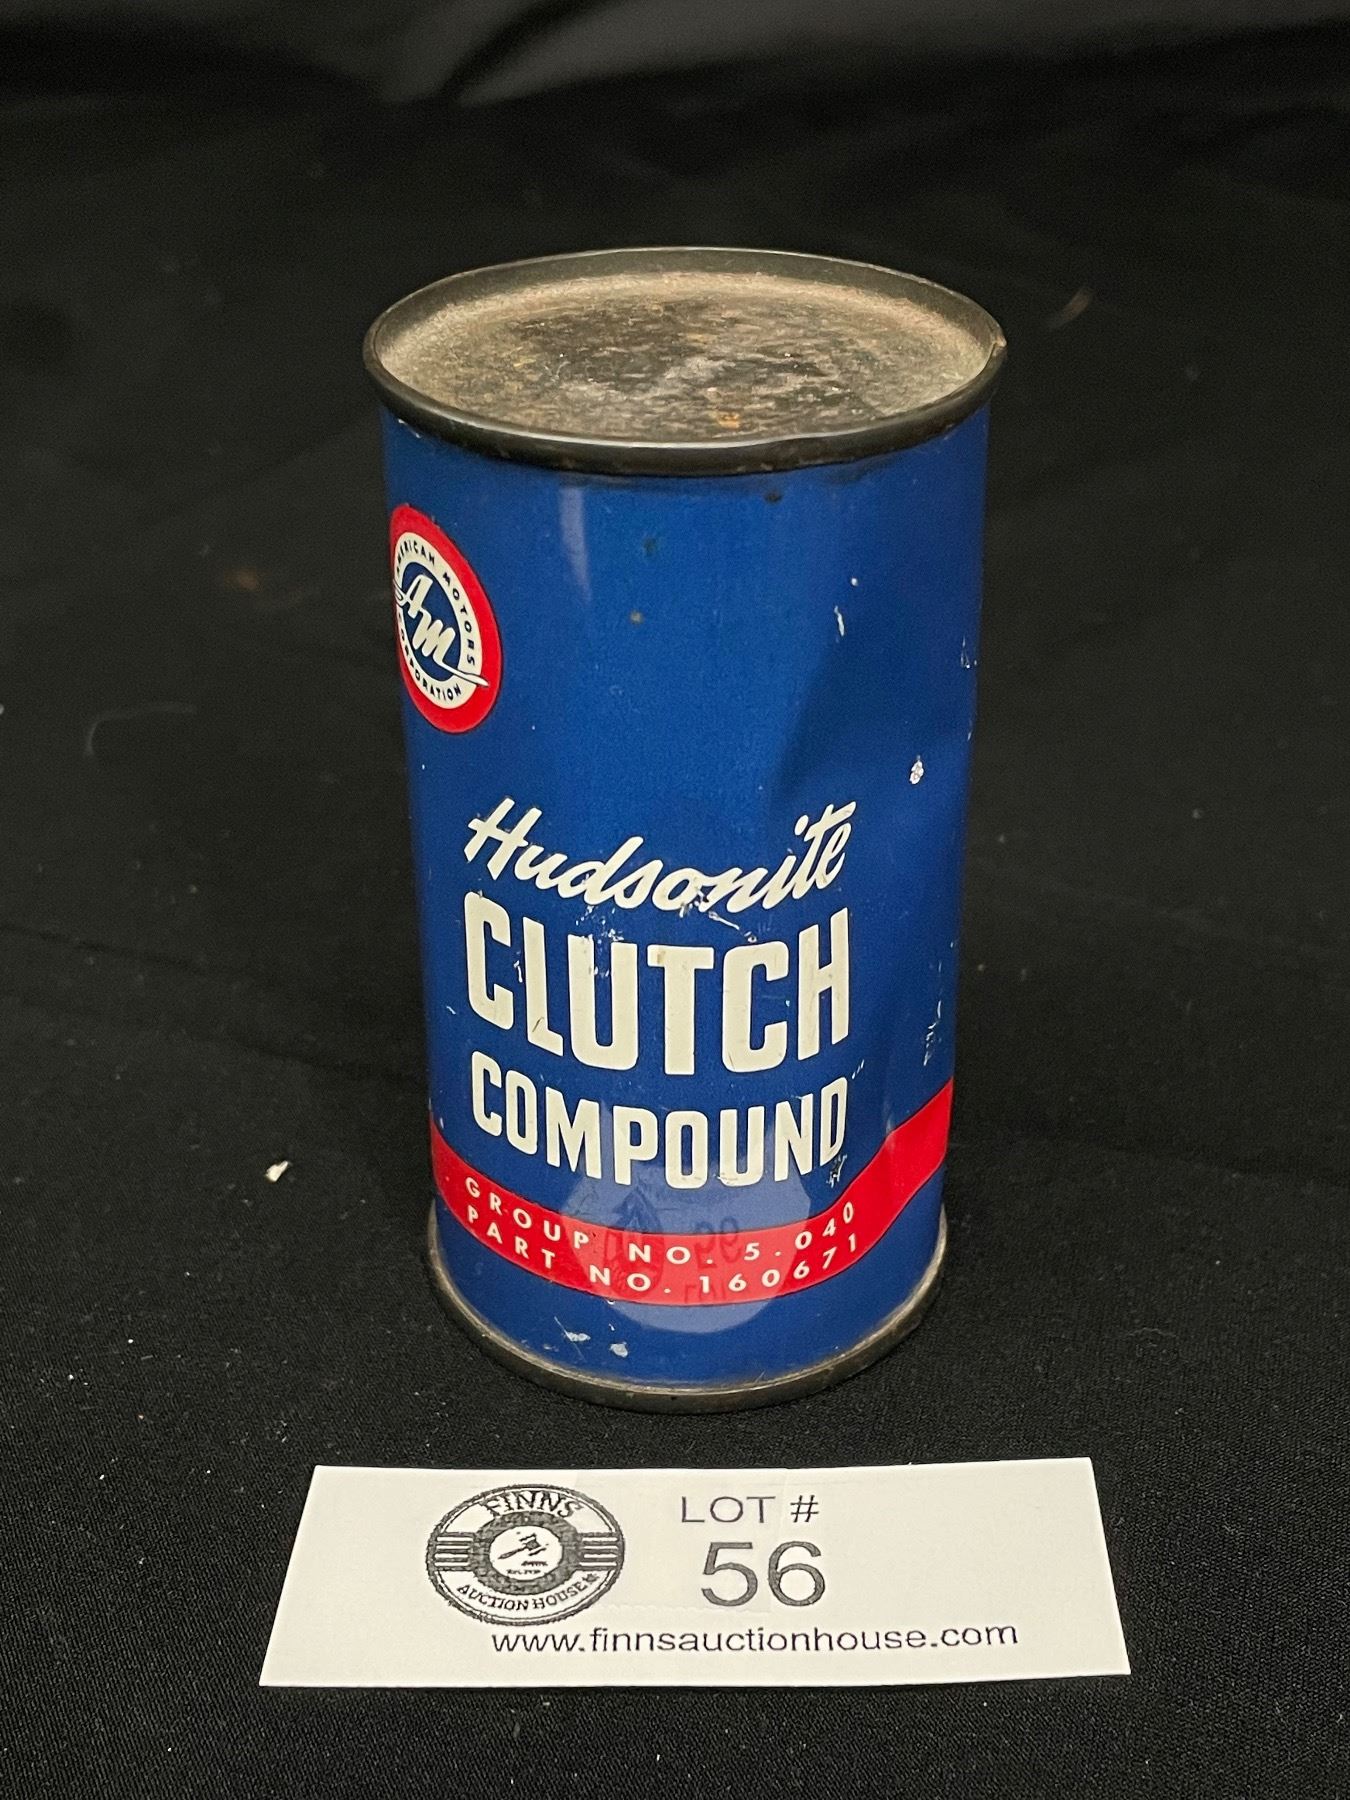 AMERICAN MOTORS
AM
CORPORATION
Hudsonite
CLUTCH
COMPOUND
GROUP NO. 5.040
PART NO. 160671
FINNS
AUCTION HOUSE
LOT #
56
www.finnsauctionhouse.com